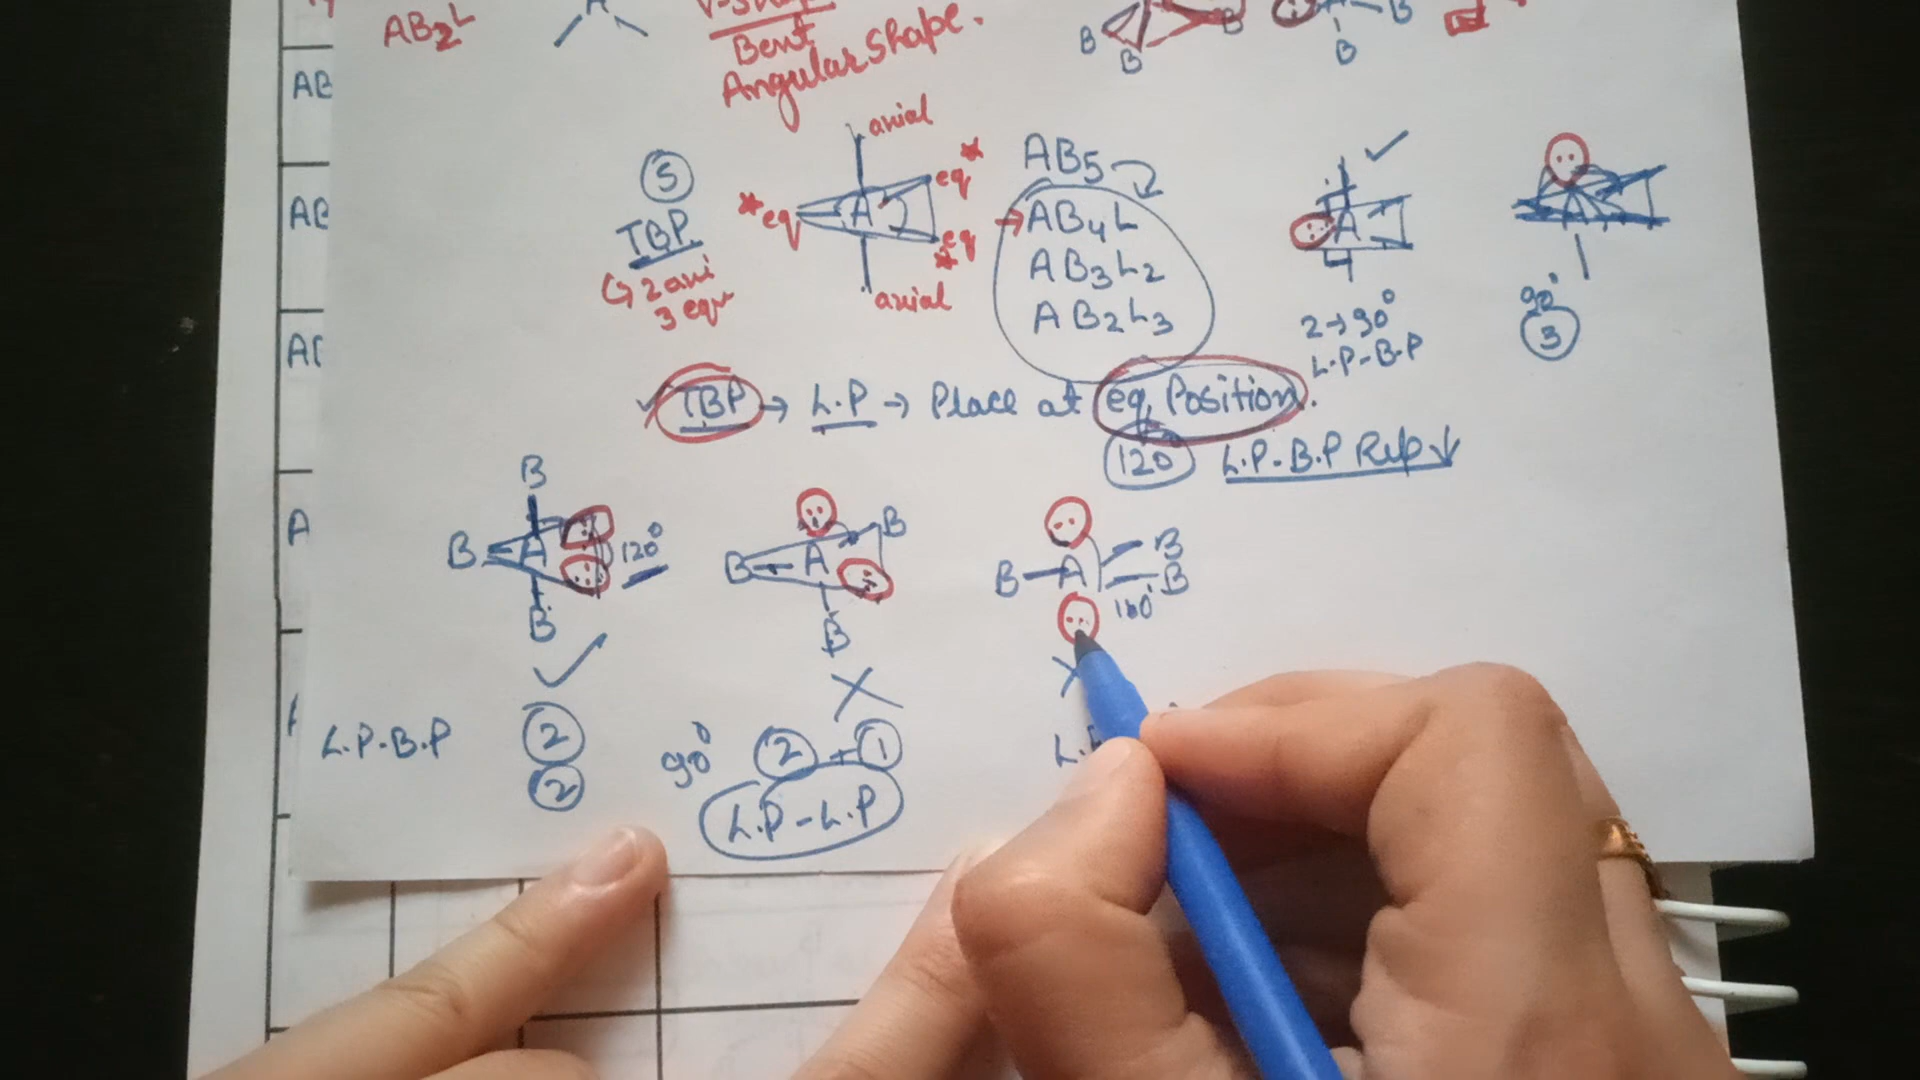 AB2L
Bent
Angular Shape.
B
B
B
B
B
AB
AB
A
A
5
TBP
2 axi
3 eqr
axial
eq
eq
A
eq
axial
AB5
AB4L
AB3L2
AB2L3
A
2→90°
L.P-B.P
A
90°
3
TBP → L.P → Place at eq. Position.
120 L.P-B.P Rep↓
B
B A 120°
B
B
B A
B
B
B A B
180°
L.P-B.P 2
2
90° 2 + 1
L.P-L.P